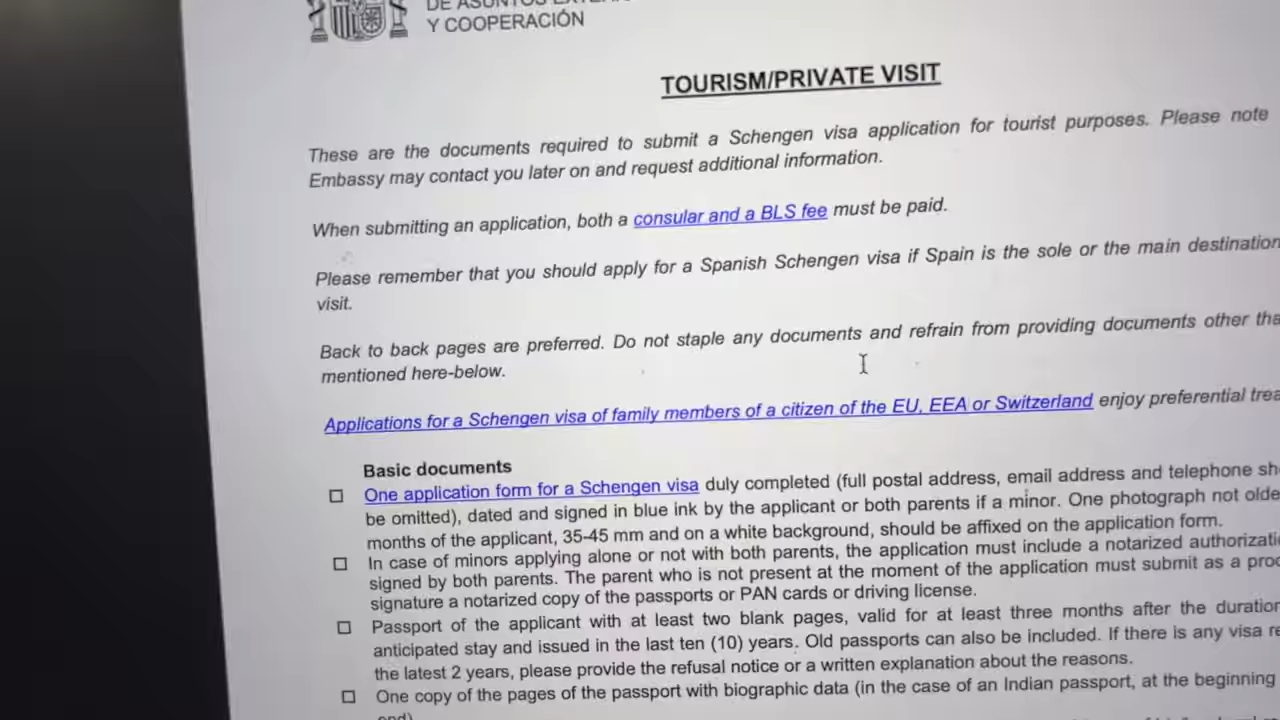 DE ASUNTOS
Y COOPERACIÓN
TOURISM/PRIVATE VISIT
These are the documents required to submit a Schengen visa application for tourist purposes. Please note
Embassy may contact you later on and request additional information.
When submitting an application, both a consular and a BLS fee must be paid.
Please remember that you should apply for a Spanish Schengen visa if Spain is the sole or the main destination
visit.
Back to back pages are preferred. Do not staple any documents and refrain from providing documents other
mentioned here-below.
Applications for a Schengen visa of family members of a citizen of the EU, EEA or Switzerland enjoy preferential
Basic documents
One application form for a Schengen visa duly completed (full postal address, email address and telephone
be omitted), dated and signed in blue ink by the applicant or both parents if a minor. One photograph not
months of the applicant, 35-45 mm and on a white background, should be affixed on the application form.
In case of minors applying alone or not with both parents, the application must include a notarized
signed by both parents. The parent who is not present at the moment of the application must submit as a
signature a notarized copy of the passports or PAN cards or driving license.
Passport of the applicant with at least two blank pages, valid for at least three months after the duration
anticipated stay and issued in the last ten (10) years. Old passports can also be included. If there is any visa
the latest 2 years, please provide the refusal notice or a written explanation about the reasons.
One copy of the pages of the passport with biographic data (in the case of an Indian passport, at the beginning